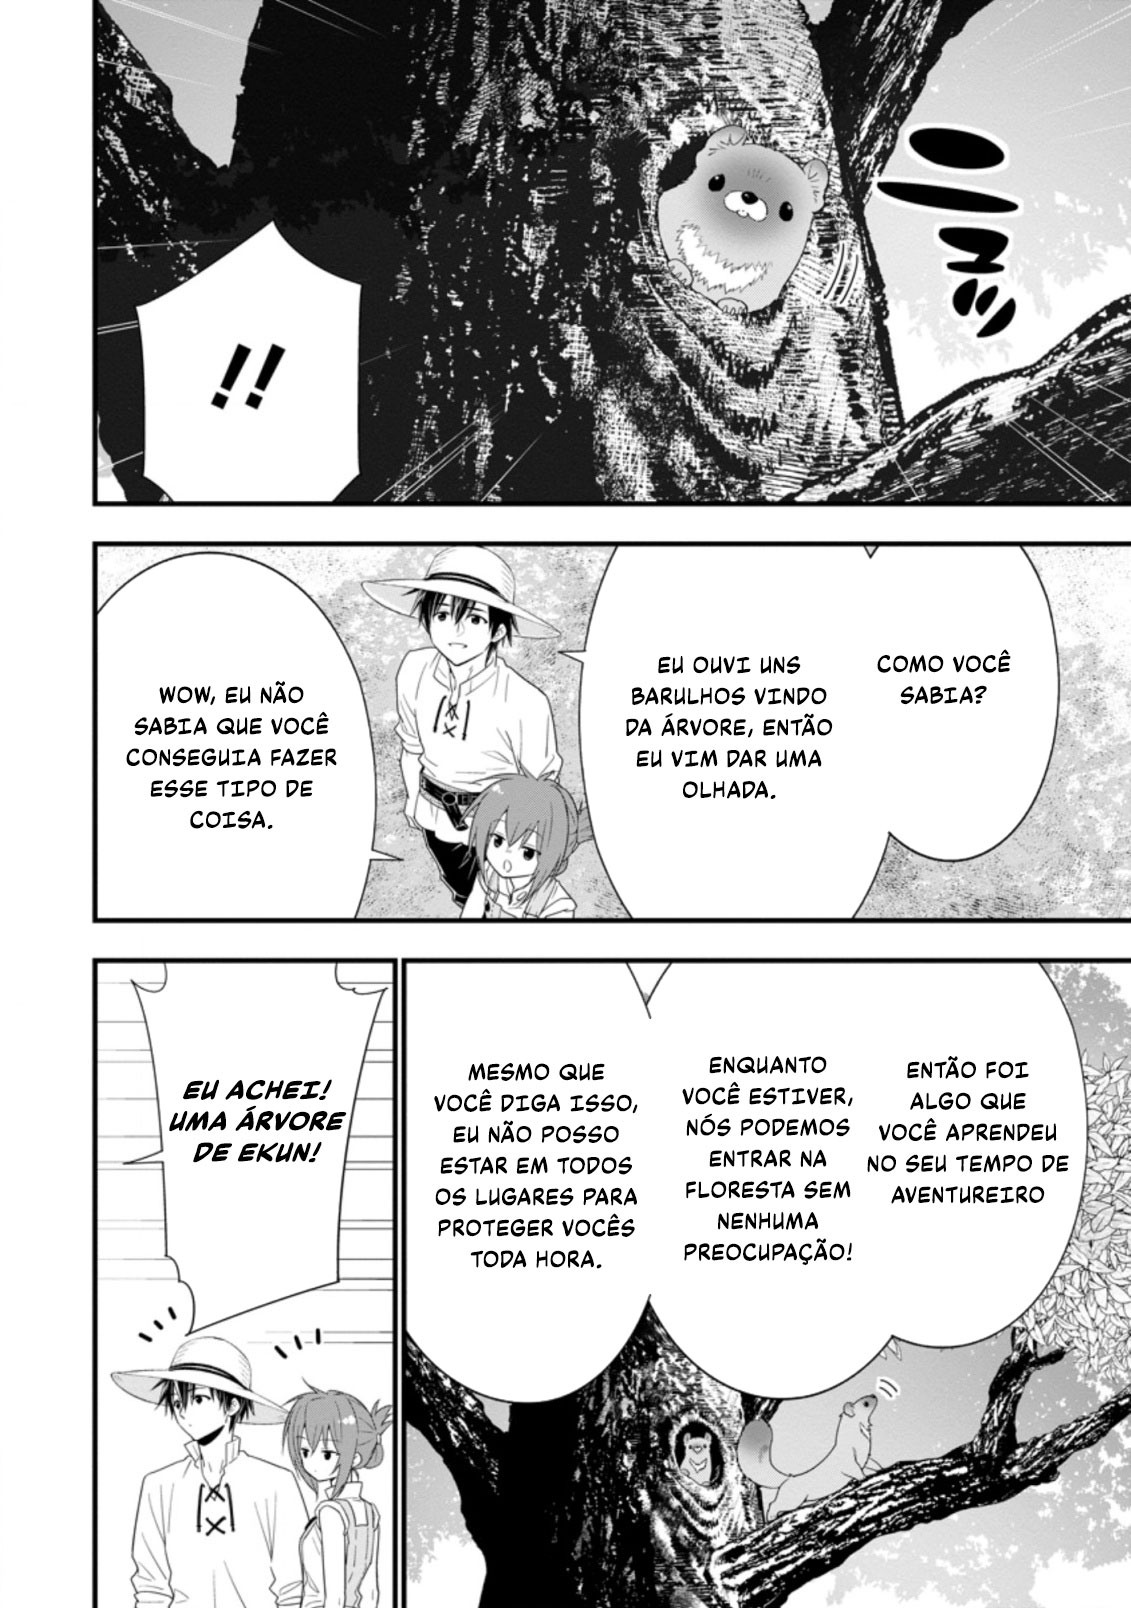 ニョッ
!!
COMO VOCÊ
SABIA?
EU OUVI UNS
BARULHOS VINDO
DA ÁRVORE, ENTÃO
EU VIM DAR UMA
OLHADA.
WOW, EU NÃO
SABIA QUE VOCÊ
CONSEGUIA FAZER
ESSE TIPO DE
COISA.
ENTÃO FOI
ALGO QUE
VOCÊ APRENDEU
NO SEU TEMPO DE
AVENTUREIRO
ENQUANTO
VOCÊ ESTIVER,
NÓS PODEMOS
ENTRAR NA
FLORESTA SEM
NENHUMA
PREOCUPAÇÃO!
MESMO QUE
VOCÊ DIGA ISSO,
EU NÃO POSSO
ESTAR EM TODOS
OS LUGARES PARA
PROTEGER VOCÊS
TODA HORA.
EU ACHEI!
UMA ÁRVORE
DE EKUN!